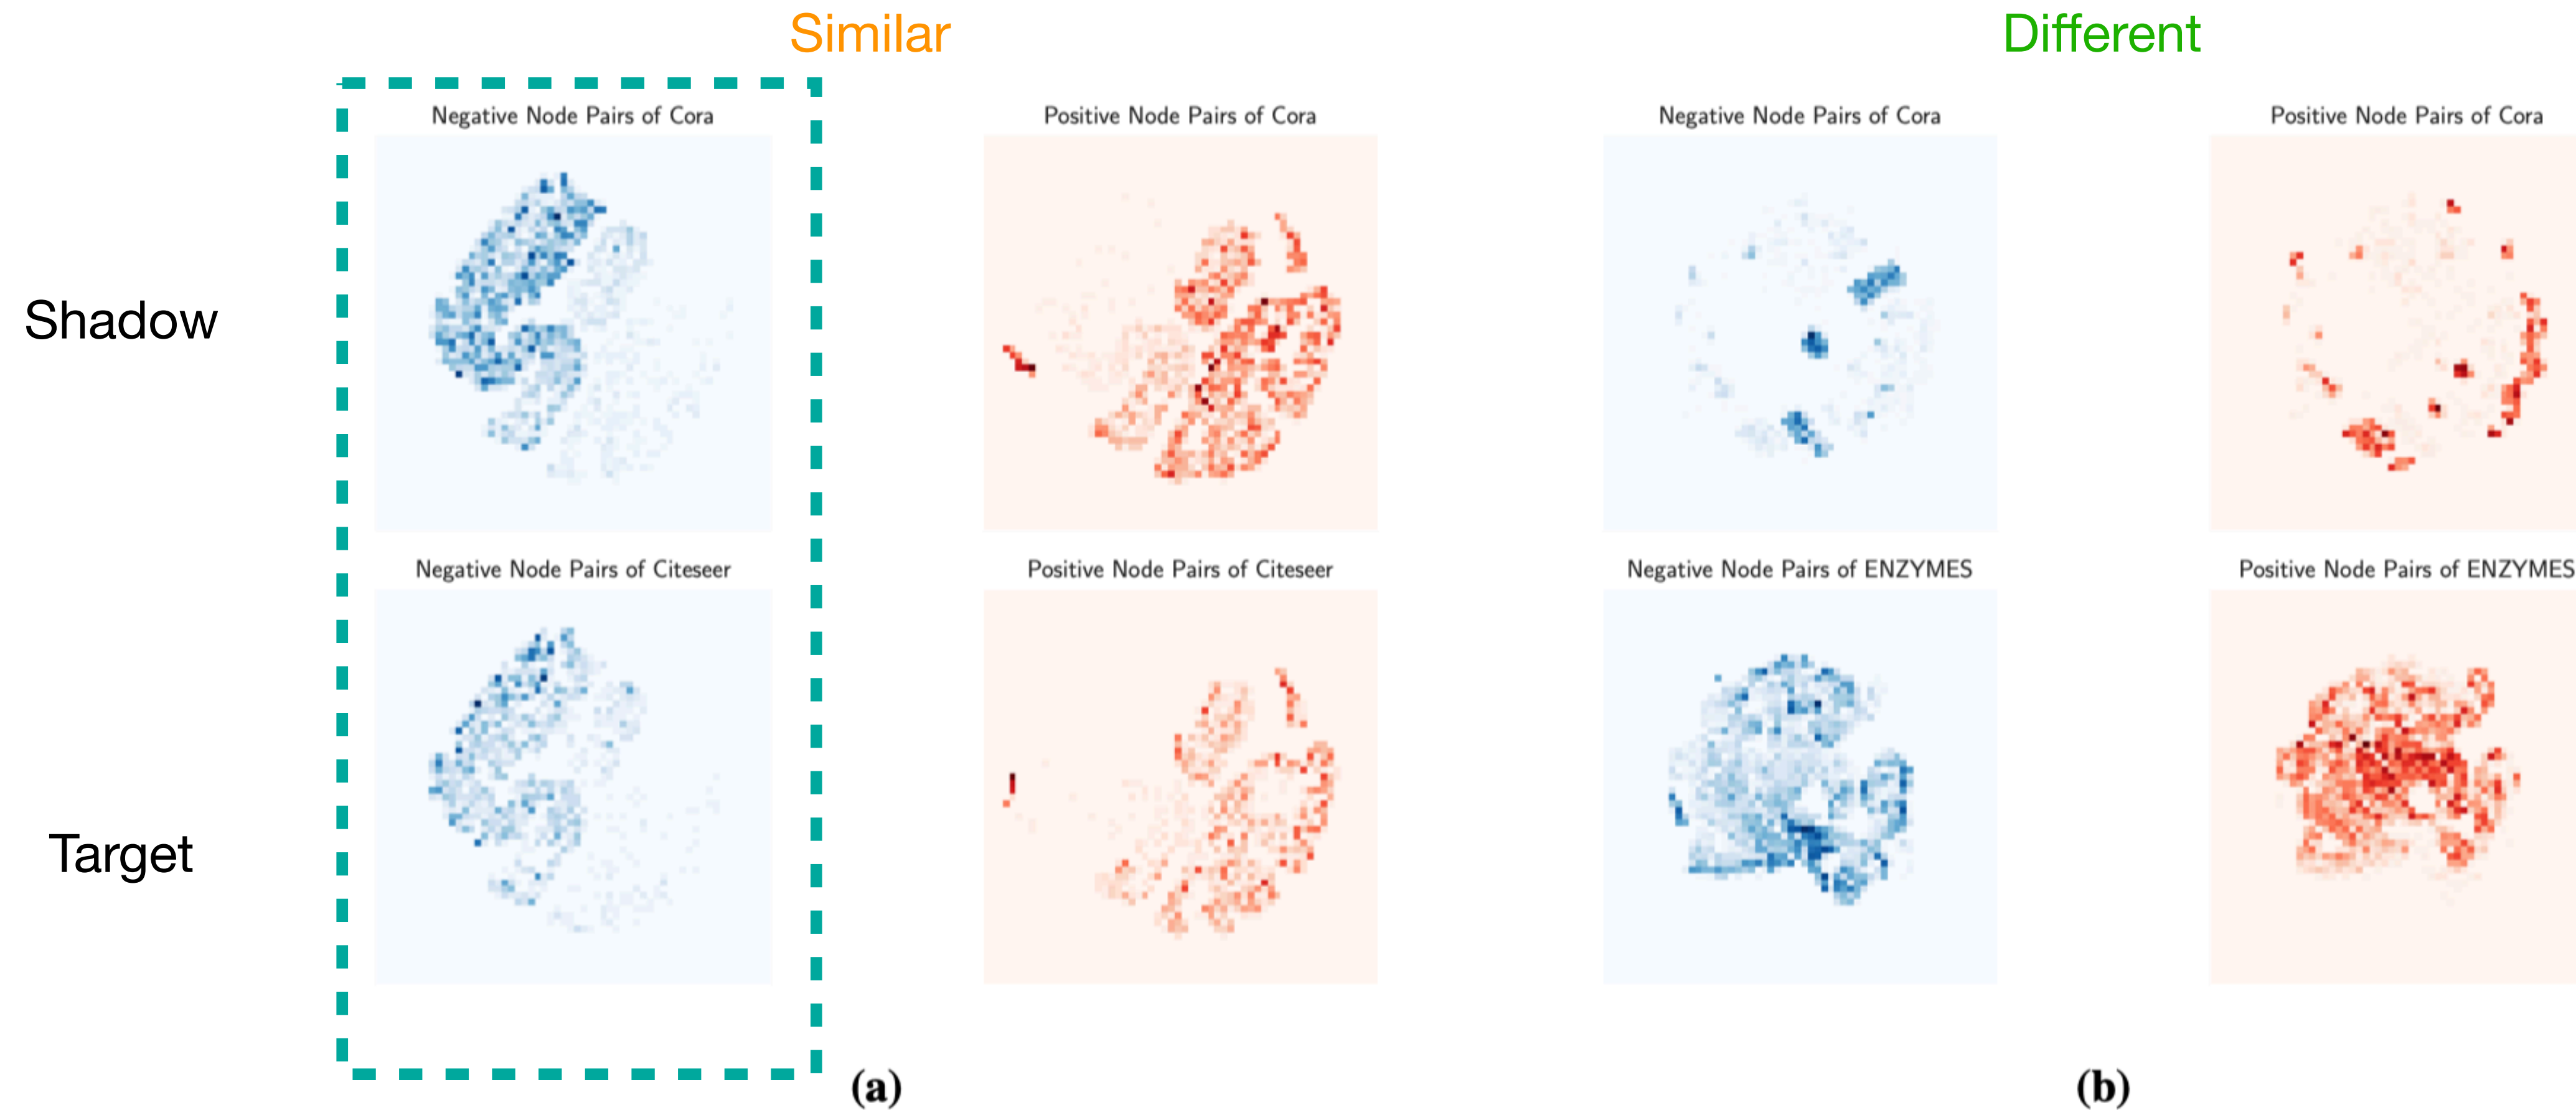 Similar
Different
Negative Node Pairs of Cora
Positive Node Pairs of Cora
Negative Node Pairs of Cora
Positive Node Pairs of Cora
Shadow
Negative Node Pairs of Citeseer
Positive Node Pairs of Citeseer
Negative Node Pairs of ENZYMES
Positive Node Pairs of ENZYMES
Target
(a)
(b)